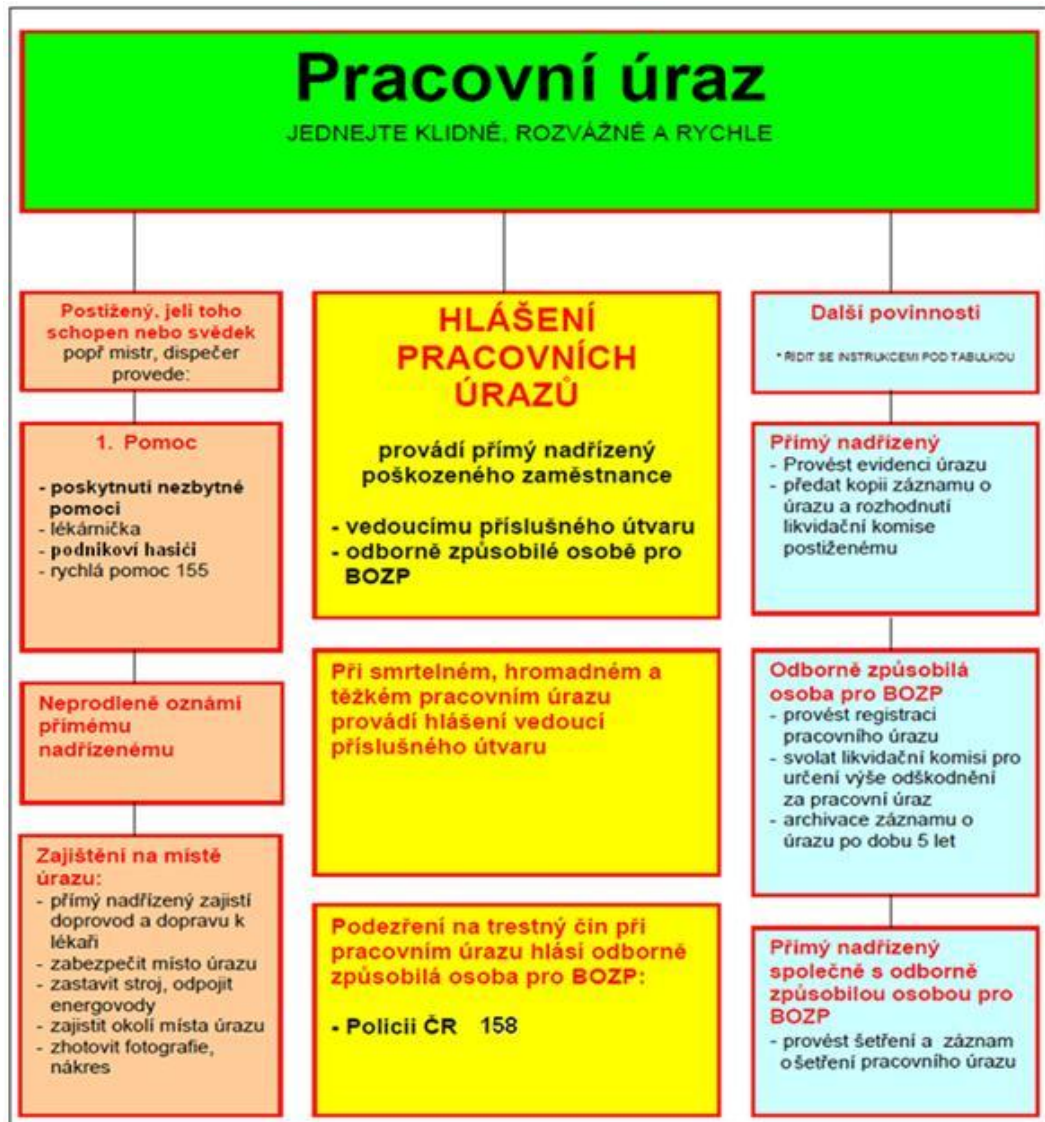 Pracovní úraz
JEDNEJTE KLIDNĚ, ROZVÁŽNĚ A RYCHLE
Postižený, jeli toho
schopen nebo svědek
popř mistr, dispečer
provede:
1. Pomoc
- poskytnutí nezbytné
pomoci
- lékárnička
- podnikoví hasiči
- rychlá pomoc 155
Neprodleně oznámí
přímému
nadřízenému
Zajištění na místě
úrazu:
- přímý nadřízený zajistí
doprovod a dopravu k
lékaři
- zabezpečit místo úrazu
- zastavit stroj, odpojit
energovody
- zajistit okolí místa úrazu
- zhotovit fotografie,
nákres
HLÁŠENÍ
PRACOVNÍCH
ÚRAZŮ
provádí přímý nadřízený
poškozeného zaměstnance
- vedoucímu příslušného útvaru
- odborně způsobilé osobě pro
BOZP
Při smrtelném, hromadném a
těžkém pracovním úrazu
provádí hlášení vedoucí
příslušného útvaru
Podezření na trestný čin při
pracovním úrazu hlásí odborně
způsobilá osoba pro BOZP:
- Policii ČR 158
Další povinnosti
* ŘIDIT SE INSTRUKCEMI POD TABULKOU
Přímý nadřízený
- Provést evidenci úrazu
- předat kopii záznamu o
úrazu a rozhodnutí
likvidační komise
postiženému
Odborně způsobilá
osoba pro BOZP
- provést registraci
pracovního úrazu
- svolat likvidační komisi pro
určení výše odškodnění
za pracovní úraz
- archivace záznamu o
úrazu po dobu 5 let
Přímý nadřízený
společně s odborně
způsobilou osobou pro
BOZP
- provést šetření a záznam
o šetření pracovního úrazu